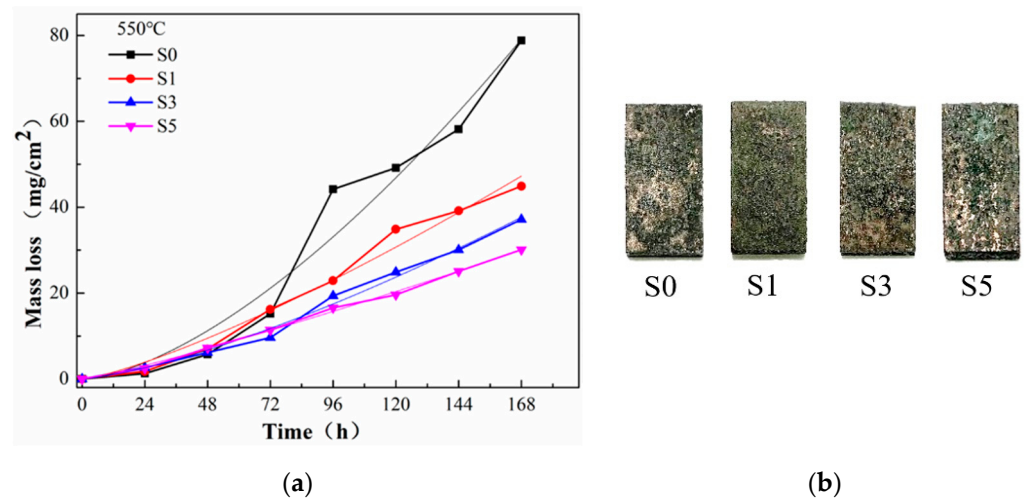 550℃
S0
S1
S3
S5
Mass loss (mg/cm²)
80
60
40
20
0
0 24 48 72 96 120 144 168
Time (h)
S0 S1 S3 S5
(a) (b)